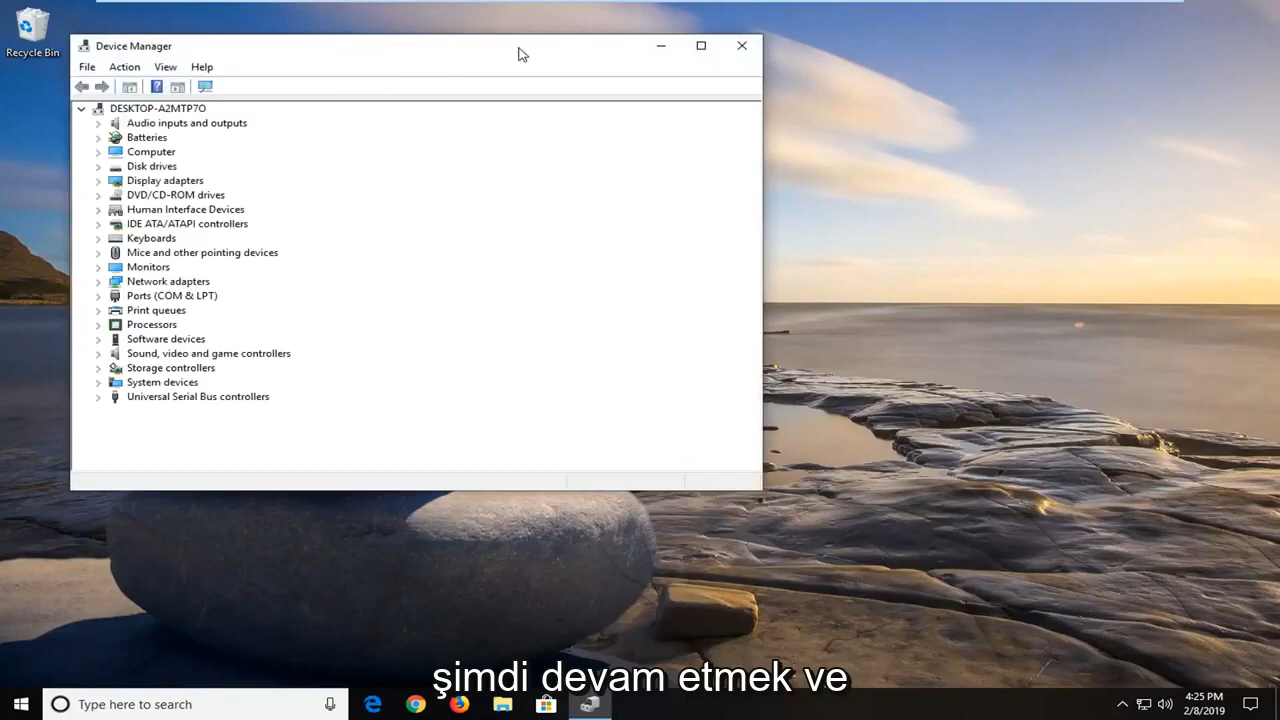 Recycle Bin
Device Manager
File Action View Help
DESKTOP-A2MTP7O
Audio inputs and outputs
Batteries
Computer
Disk drives
Display adapters
DVD/CD-ROM drives
Human Interface Devices
IDE ATA/ATAPI controllers
Keyboards
Mice and other pointing devices
Monitors
Network adapters
Ports (COM & LPT)
Print queues
Processors
Software devices
Sound, video and game controllers
Storage controllers
System devices
Universal Serial Bus controllers
şimdi devam etmek ve
Type here to search
4:25 PM
2/8/2019